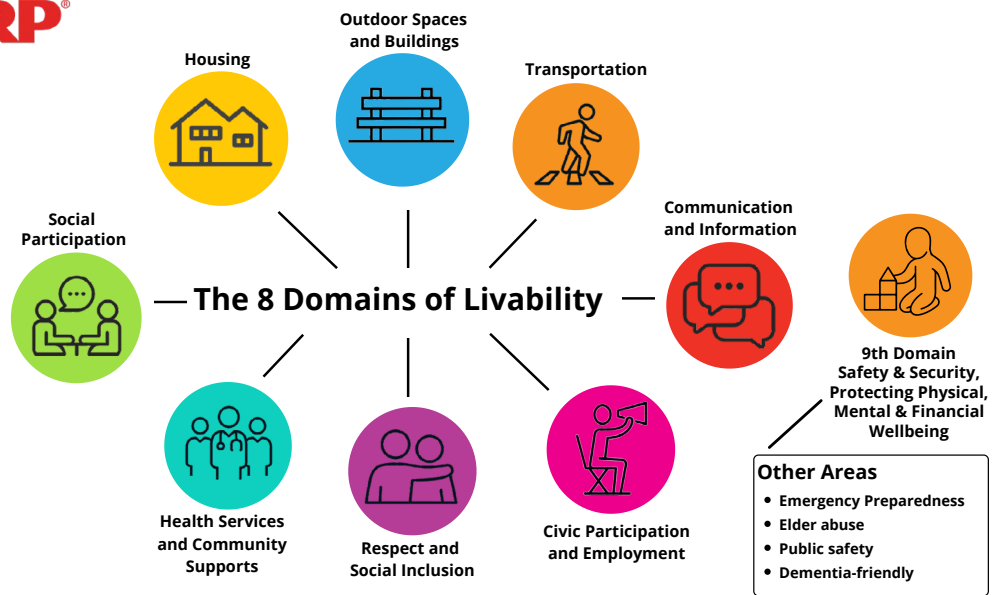 RP®
Outdoor Spaces
and Buildings
Housing
Transportation
Social
Participation
Communication
and Information
The 8 Domains of Livability
9th Domain
Safety & Security,
Protecting Physical,
Mental & Financial
Wellbeing
Health Services
and Community
Supports
Respect and
Social Inclusion
Civic Participation
and Employment
Other Areas
• Emergency Preparedness
• Elder abuse
• Public safety
• Dementia-friendly